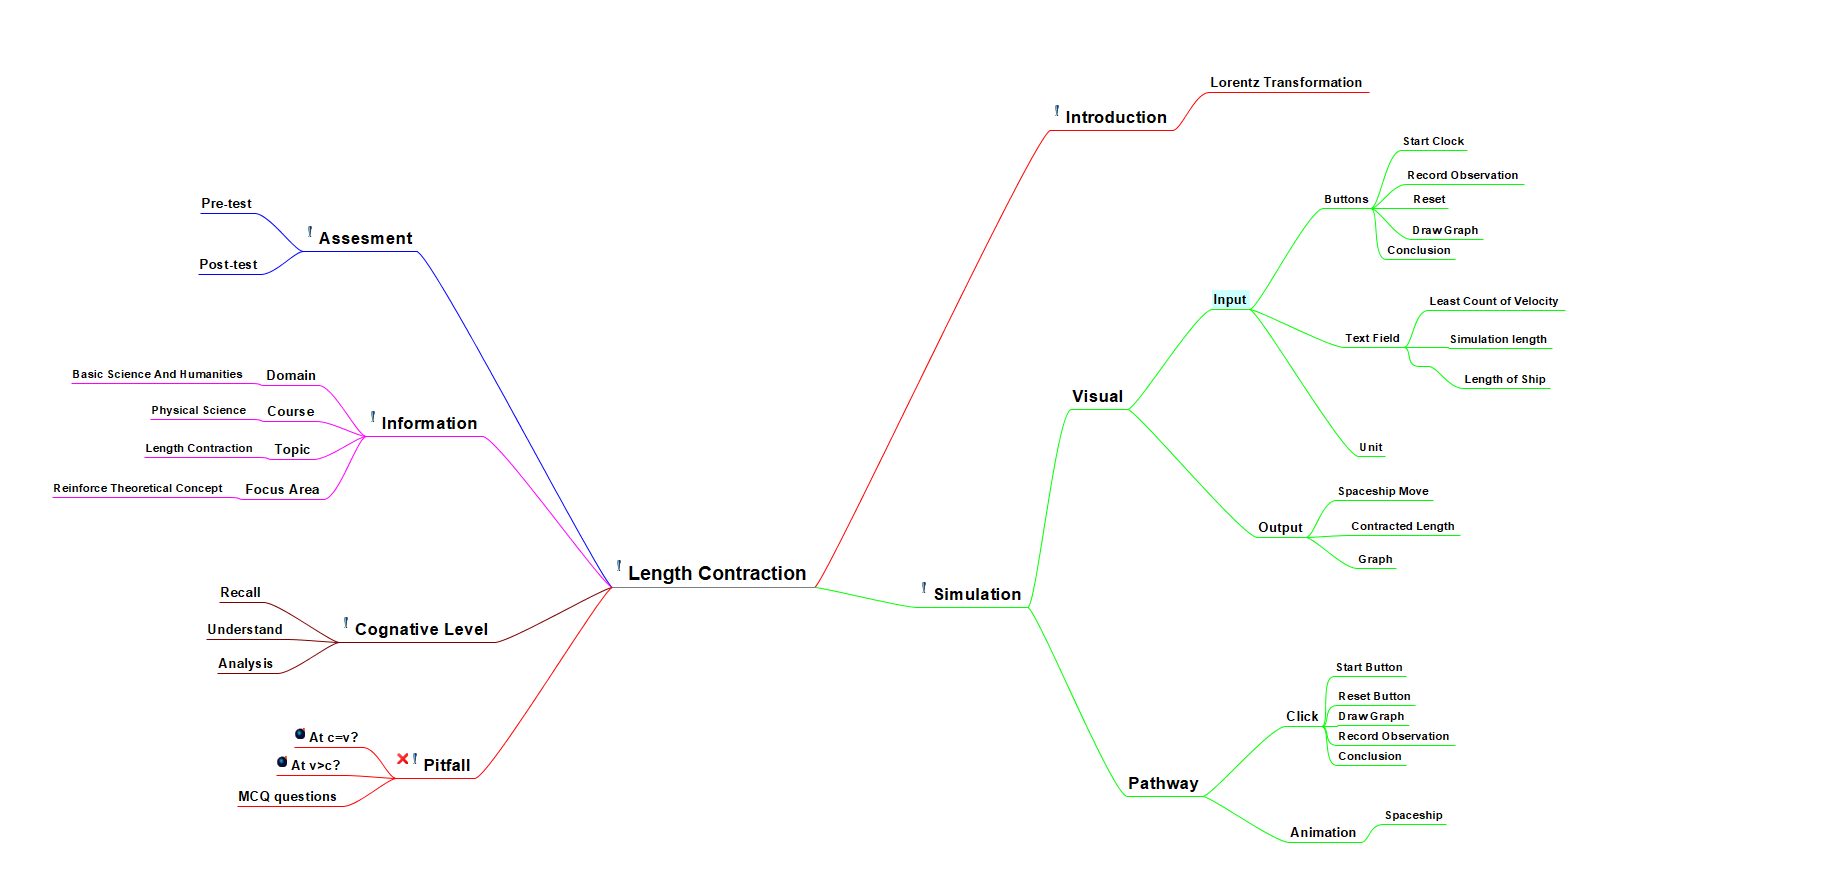 Length Contraction
Introduction
Lorentz Transformation
Simulation
Visual
Input
Buttons
Start Clock
Record Observation
Reset
Draw Graph
Conclusion
Text Field
Least Count of Velocity
Simulation length
Length of Ship
Unit
Output
Spaceship Move
Contracted Length
Graph
Pathway
Click
Start Button
Reset Button
Draw Graph
Record Observation
Conclusion
Animation
Spaceship
Assesment
Pre-test
Post-test
Information
Domain
Basic Science And Humanities
Course
Physical Science
Topic
Length Contraction
Focus Area
Reinforce Theoretical Concept
Cognative Level
Recall
Understand
Analysis
Pitfall
At c=v?
At v>c?
MCQ questions